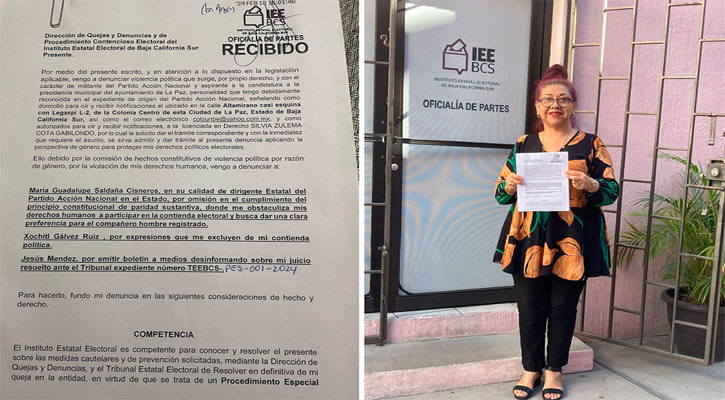 Con Anex
24 FEB 18 16:01:48
Dirección de Quejas y Denuncias y de
Procedimiento Contencioso Electoral del
Instituto Estatal Electoral de Baja California Sur
Presente.
IEE
BCS
INSTITUTO ESTATAL
ELECTORAL
DE BAJA
CALIFORNIA SUR
OFICIALÍA DE PARTES
RECIBIDO
Por medio del presente escrito, y en atención a lo dispuesto en la legislación
aplicable, vengo a denunciar violencia política que surge, por propio derecho, y con el
carácter de militante del Partido Acción Nacional y aspirante a la candidatura a la
presidencia municipal del ayuntamiento de La Paz, personalidad que tengo debidamente
reconocida en el expediente de origen del Partido Acción Nacional, señalando como
domicilio para oír y recibir notificaciones el ubicado en la calle Altamirano casi esquina
con Legaspi L-2, de la Colonia Centro de esta Ciudad de La Paz, Estado de Baja
California Sur, así como el correo electrónico colouribe@yahoo.com.mx, y como
autorizados para oír y recibir notificaciones, a la licenciada en Derecho SILVIA ZULEMA
COTA GABILONDO, por lo cual le solicito dar el trámite correspondiente y con la inmediatez
que requiere el asunto, se sirva admitir y dar trámite al presente denuncia aplicando la
perspectiva de género para proteger mis derechos políticos electorales.
Ello debido por la comisión de hechos constitutivos de violencia política por razón
de género, por la violación de mis derechos humanos, vengo a denunciar a:
María Guadalupe Saldaña Cisneros, en su calidad de dirigente Estatal del
Partido Acción Nacional en el Estado, por omisión en el cumplimiento del
principio constitucional de paridad sustantiva, donde me obstaculiza mis
derechos humanos a participar en la contienda electoral y busca dar una clara
preferencia para el compañero hombre registrado.
Xochitl Gálvez Ruiz , por expresiones que me excluyen de mi contienda
política.
Jesús Mendez, por emitir boletín a medios desinformando sobre mi juicio
resuelto ante el Tribunal expediente número TEEBCS-. PES-001-2024
Para hacerlo, fundo mi denuncia en las siguientes consideraciones de hecho y
derecho.
COMPETENCIA
El Instituto Estatal Electoral es competente para conocer y resolver el presente
sobre las medidas cautelares y de prevención solicitadas, mediante la Dirección de
Quejas y Denuncias, y el Tribunal Estatal Electoral de Resolver en definitiva de mi
queja en la entidad, en virtud de que se trata de un Procedimiento Especial
IEE
BCS
INSTITUTO ESTATAL ELECTORAL
DE BAJA CALIFORNIA SUR
OFICIALÍA DE PARTES